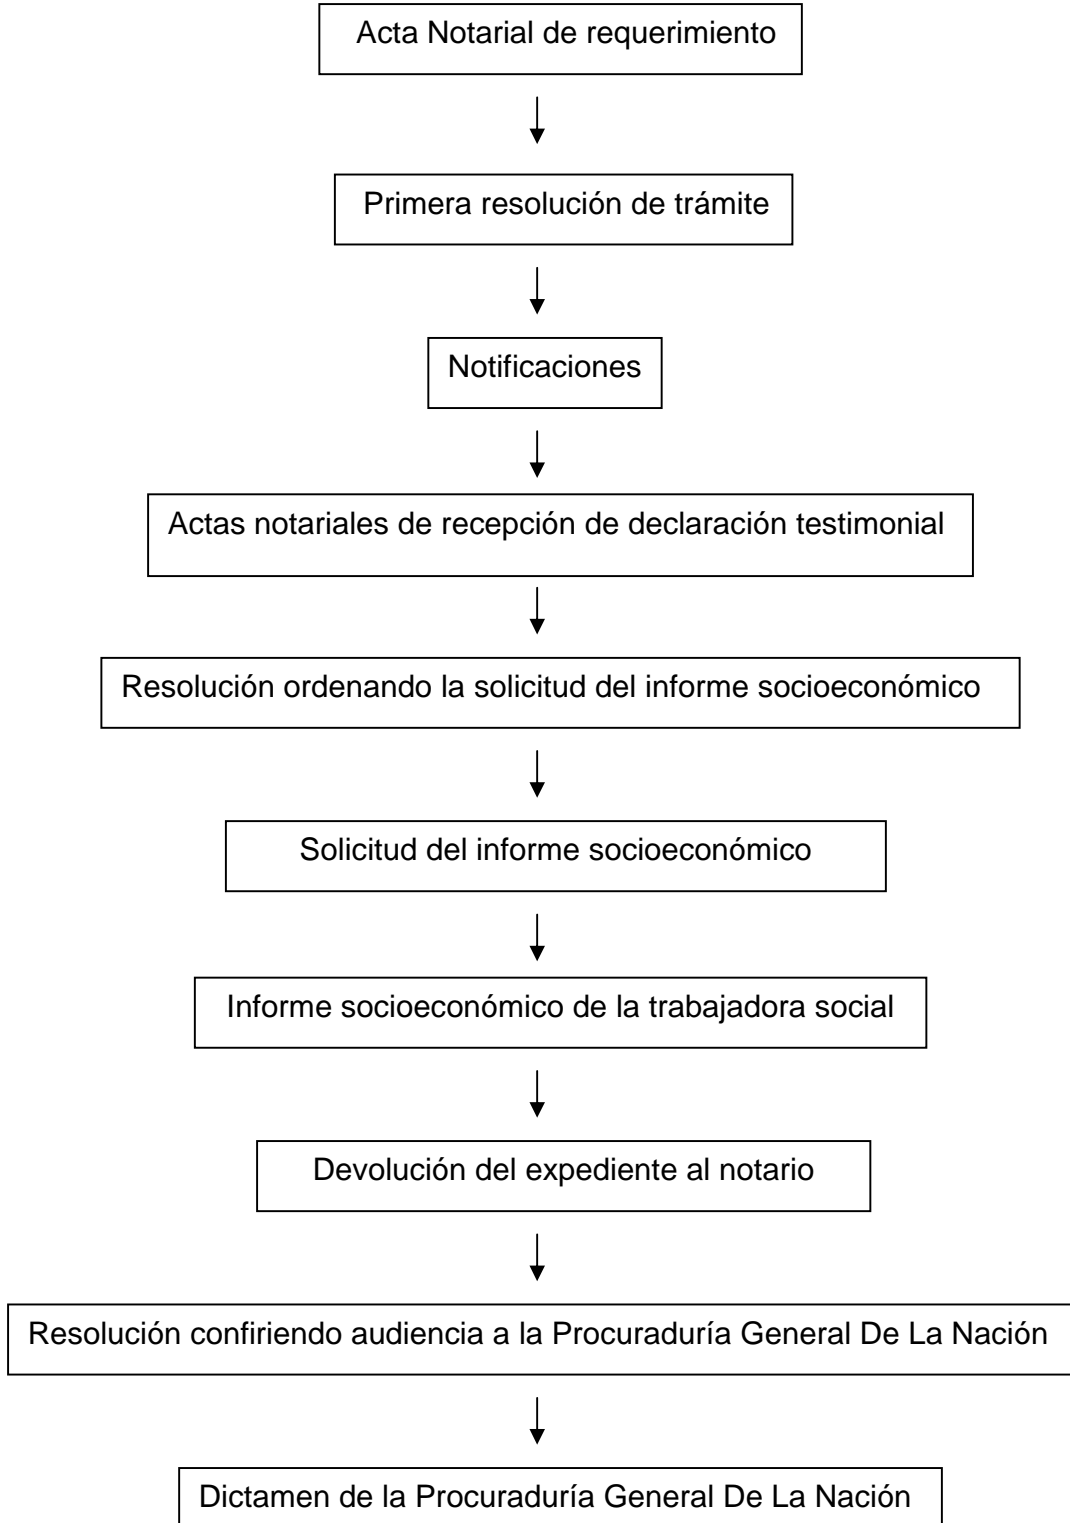 Acta Notarial de requerimiento
Primera resolución de trámite
Notificaciones
Actas notariales de recepción de declaración testimonial
Resolución ordenando la solicitud del informe socioeconómico
Solicitud del informe socioeconómico
Informe socioeconómico de la trabajadora social
Devolución del expediente al notario
Resolución confiriendo audiencia a la Procuraduría General De La Nación
Dictamen de la Procuraduría General De La Nación